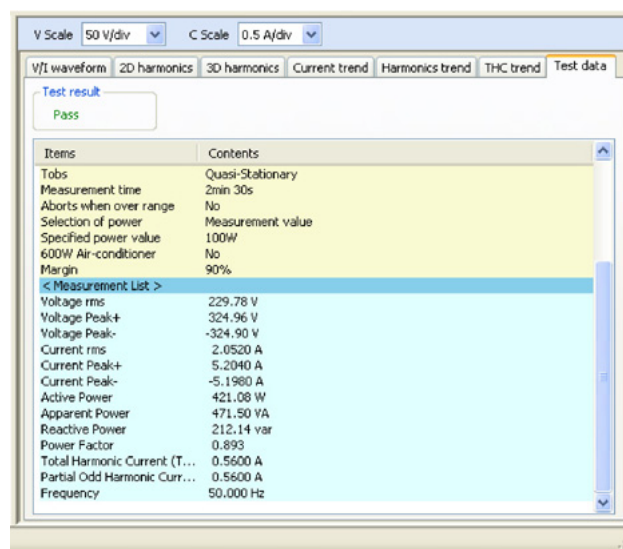 V Scale 50 V/div C Scale 0.5 A/div
V/I waveform 2D harmonics 3D harmonics Current trend Harmonics trend THC trend Test data
Test result
Pass
Items Contents
Tobs Quasi-Stationary
Measurement time 2min 30s
Aborts when over range No
Selection of power Measurement value
Specified power value 100W
600W Air-conditioner No
Margin 90%
< Measurement List >
Voltage rms 229.78 V
Voltage Peak+ 324.96 V
Voltage Peak- -324.90 V
Current rms 2.0520 A
Current Peak+ 5.2040 A
Current Peak- -5.1980 A
Active Power 421.08 W
Apparent Power 471.50 VA
Reactive Power 212.14 var
Power Factor 0.893
Total Harmonic Current (T... 0.5600 A
Partial Odd Harmonic Curr... 0.5600 A
Frequency 50.000 Hz